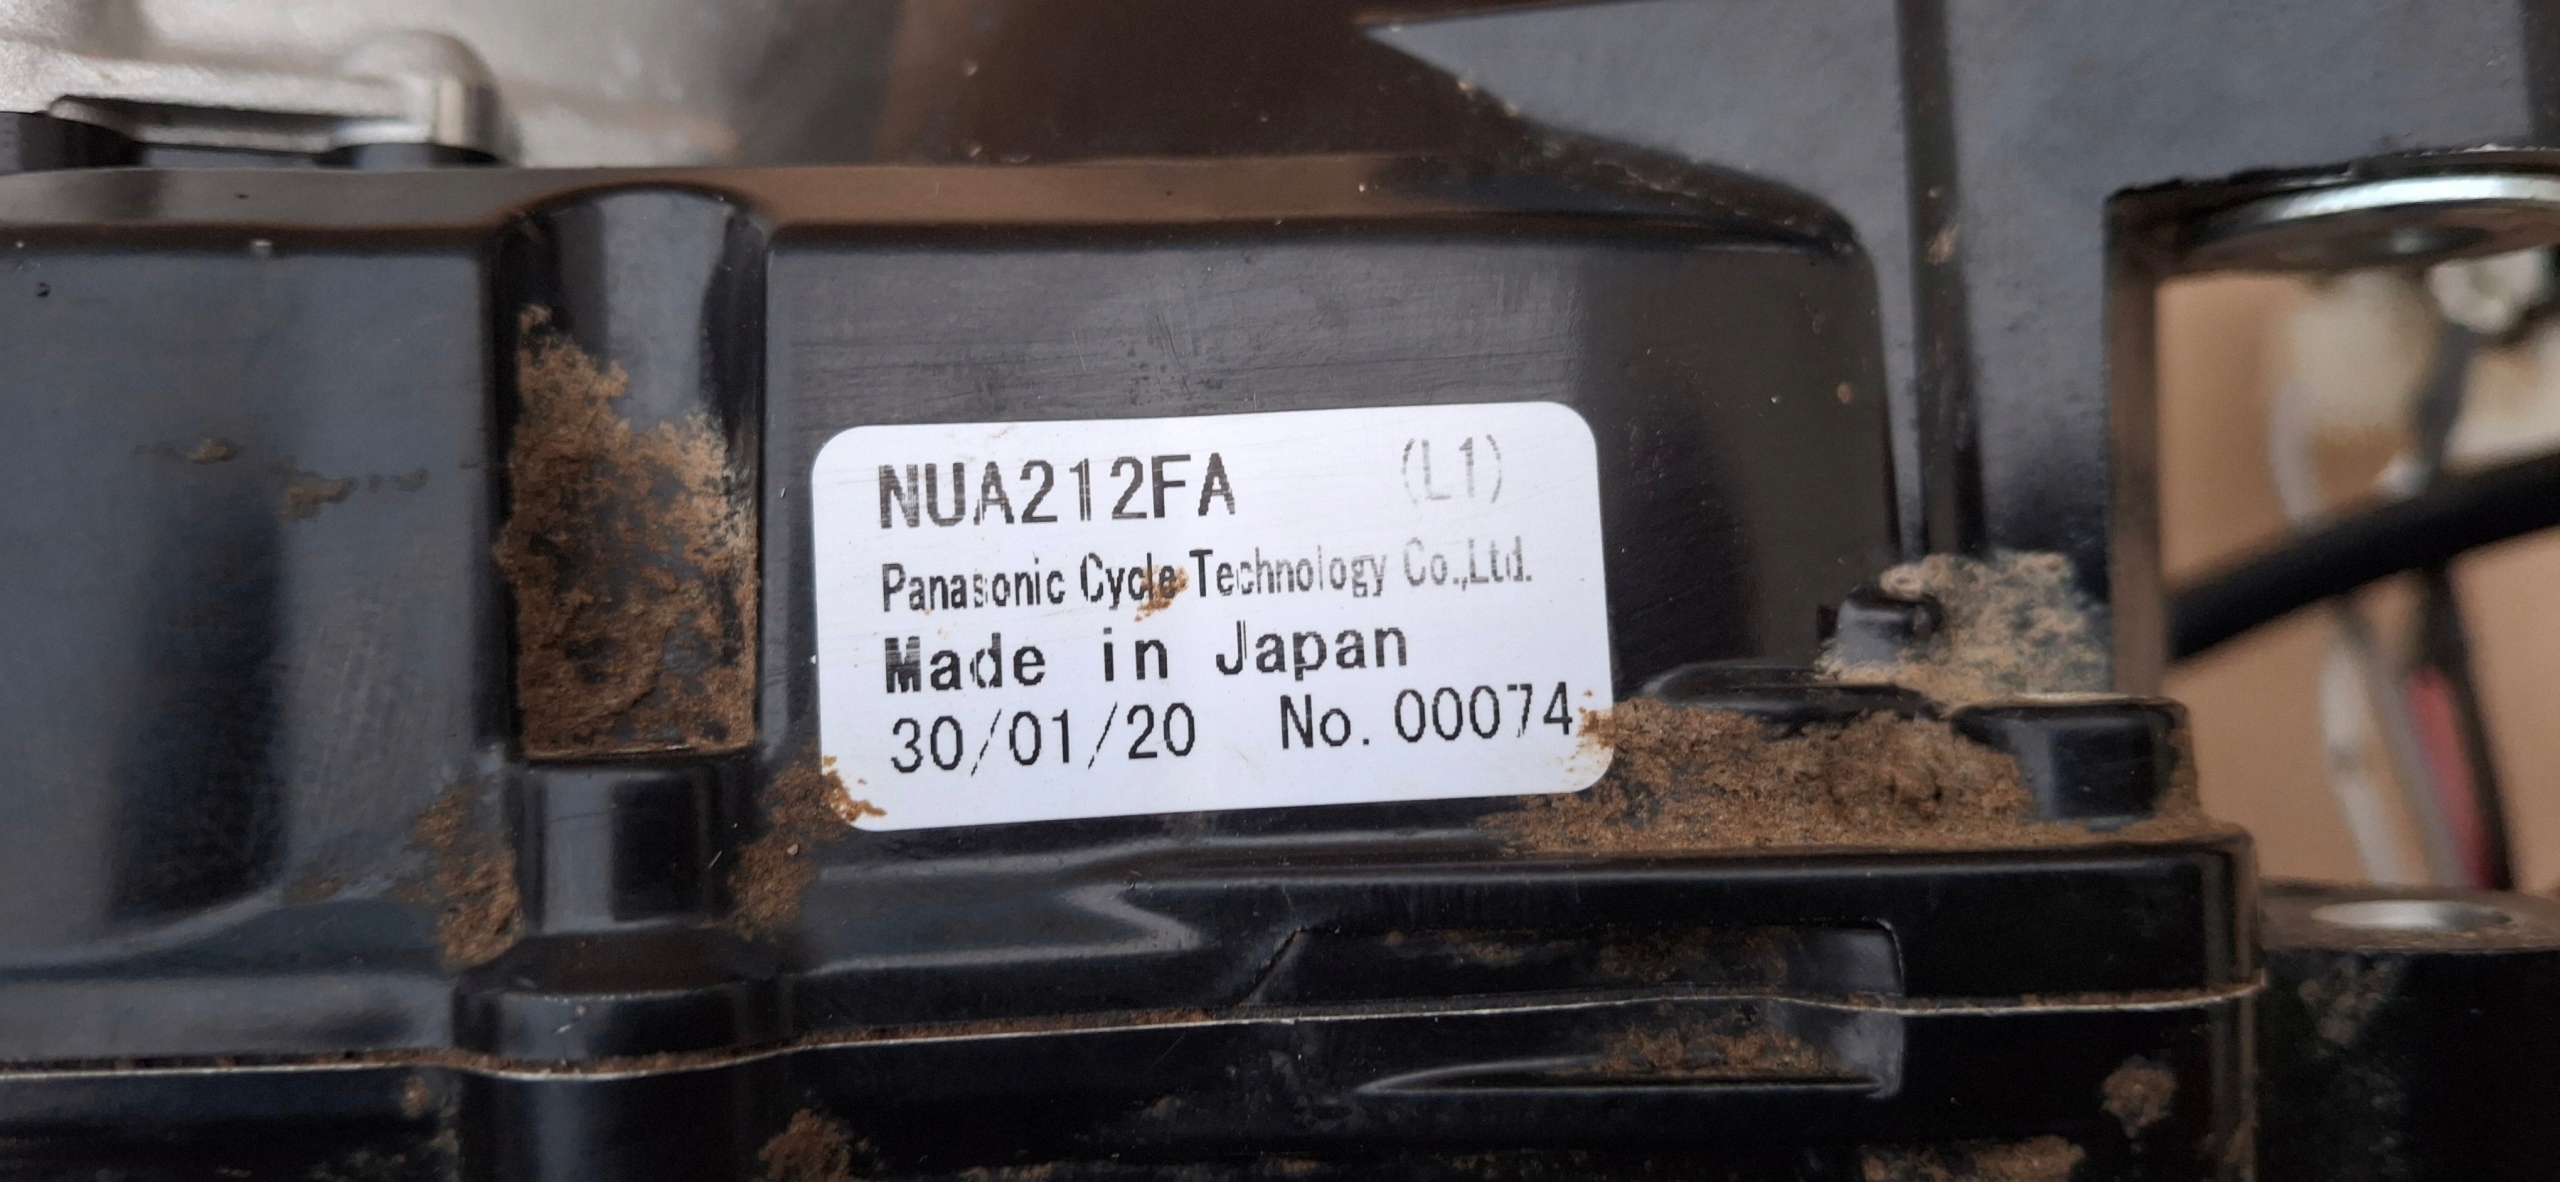 NUA212FA (L1)
Panasonic Cycle Technology Co.,Ltd.
Made in Japan
30/01/20 No. 00074